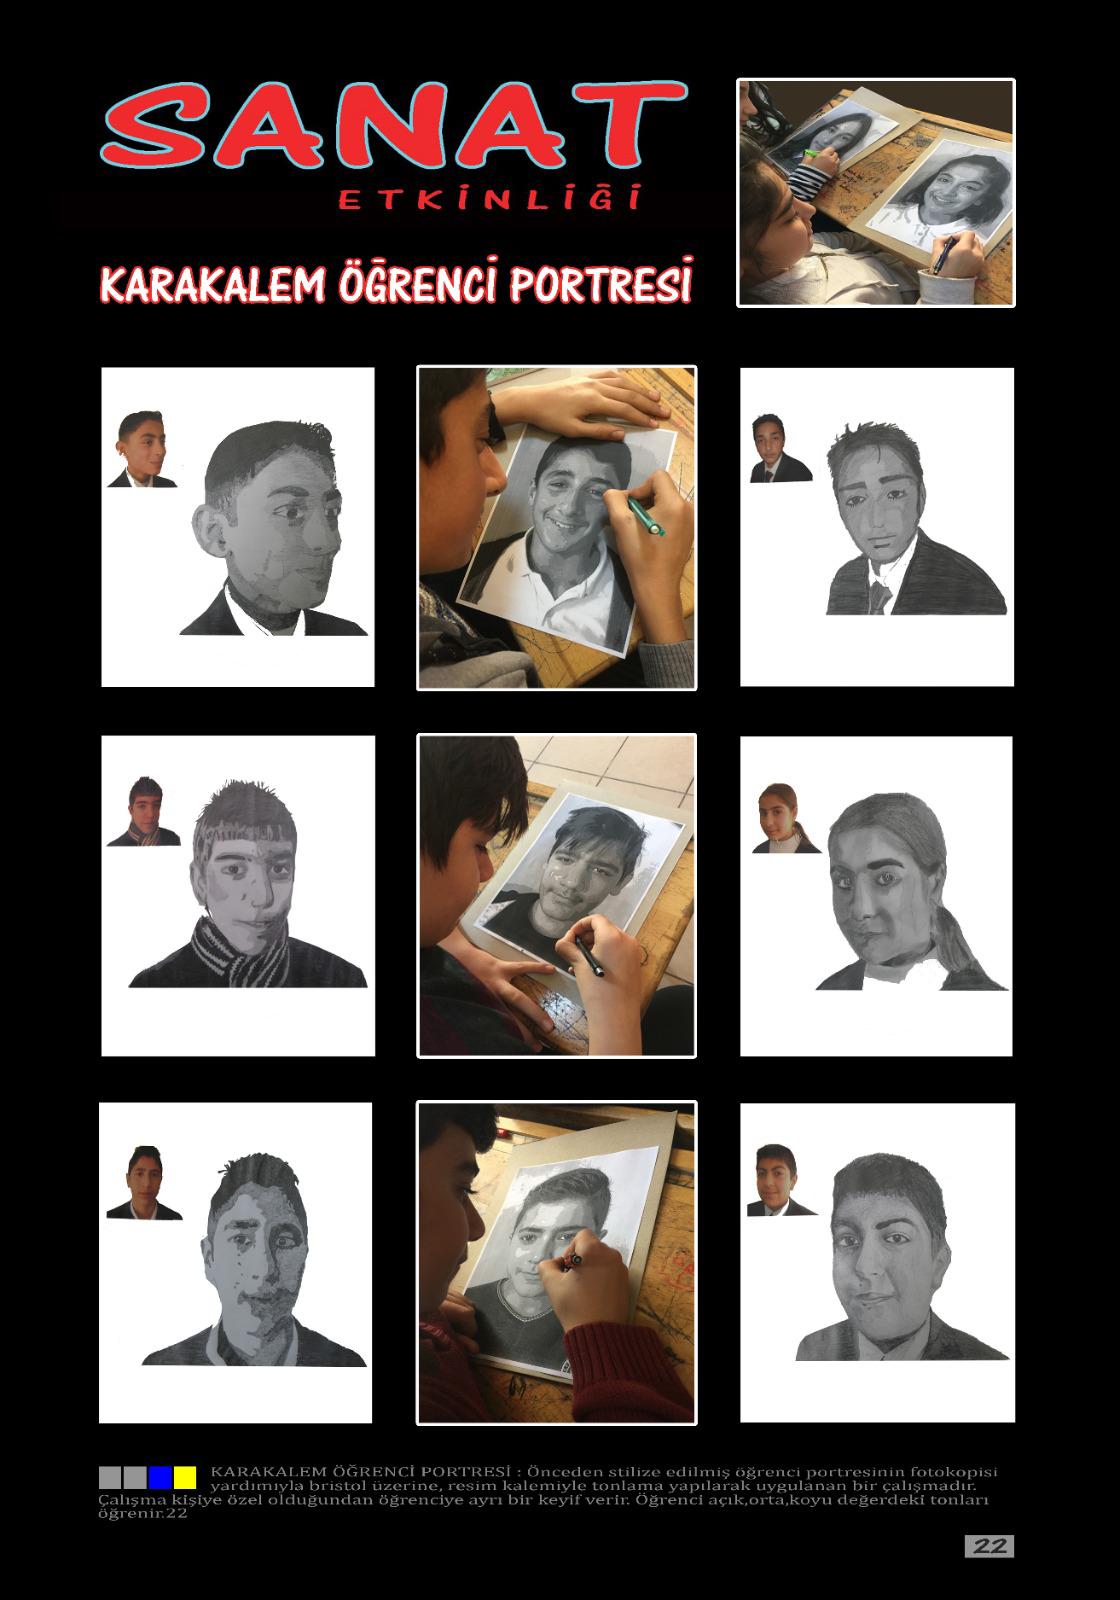 SANAT
ETKİNLİĞİ
KARAKALEM ÖĞRENCİ PORTRESİ
KARAKALEM ÖĞRENCİ PORTRESİ : Önceden stilize edilmiş öğrenci portresinin fotokopisi
yardımıyla bristol üzerine, resim kalemiyle tonlama yapılarak uygulanan bir çalışmadır.
Çalışma kişiye özel olduğundan öğrenciye ayrı bir keyif verir. Öğrenci açık,orta,koyu değerdeki tonları
öğrenir.22
22